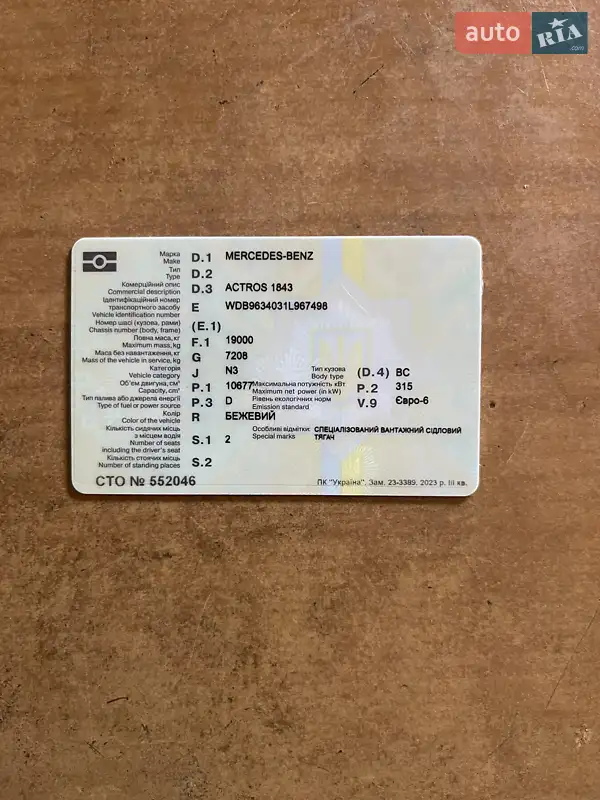 auto RIA .com
Марка
Make D.1 MERCEDES-BENZ
Тип
Type D.2
Комерційний опис
Commercial description D.3 ACTROS 1843
Ідентифікаційний номер
транспортного засобу
Vehicle identification number E WDB9634031L967498
Номер шасі (кузова, рами)
Chassis number (body, frame) (E.1)
Повна маса, кг
Maximum mass, kg F.1 19000
Маса без навантаження, кг
Mass of the vehicle in service, kg G 7208
Категорія
Vehicle category J N3 Тип кузова
Body type (D.4) ВС
Об'єм двигуна, см³
Capacity, cm³ P.1 10677 Максимальна потужність кВт
Maximum net power (in kW) P.2 315
Тип палива або джерела енергії
Type of fuel or power source P.3 D Рівень екологічних норм
Emission standard V.9 Євро-6
Колір
Color of the vehicle R БЕЖЕВИЙ
Кількість сидячих місць
з місцем водія
Number of seats
including the driver's seat S.1 2 Особливі відмітки:
Special marks СПЕЦІАЛІЗОВАНИЙ ВАНТАЖНИЙ СІДЛОВИЙ
ТЯГАЧ
Кількість стоячих місць
Number of standing places S.2
СТО № 552046
ПК "Україна", Зам. 23-3389. 2023 р. III кв.